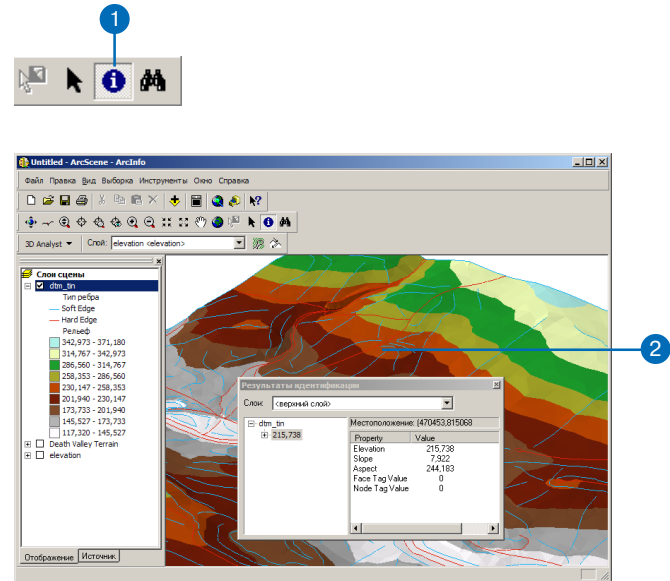 1
Untitled - ArcScene - ArcInfo
Файл Правка Вид Выборка Инструменты Окно Справка
3D Analyst Слой: elevation <elevation>
Слои сцены
dtm_tin
Тип ребра
Soft Edge
Hard Edge
Рельеф
342,973 - 371,180
314,767 - 342,973
286,560 - 314,767
258,353 - 286,560
230,147 - 258,353
201,940 - 230,147
173,733 - 201,940
145,527 - 173,733
117,320 - 145,527
Death Valley Terrain
elevation
Отображение Источник
2
Результаты идентификации
Слои: <верхний слой>
dtm_tin
215,738
Местоположение: (470453,815068
Property Value
Elevation 215,738
Slope 7,922
Aspect 244,183
Face Tag Value 0
Node Tag Value 0